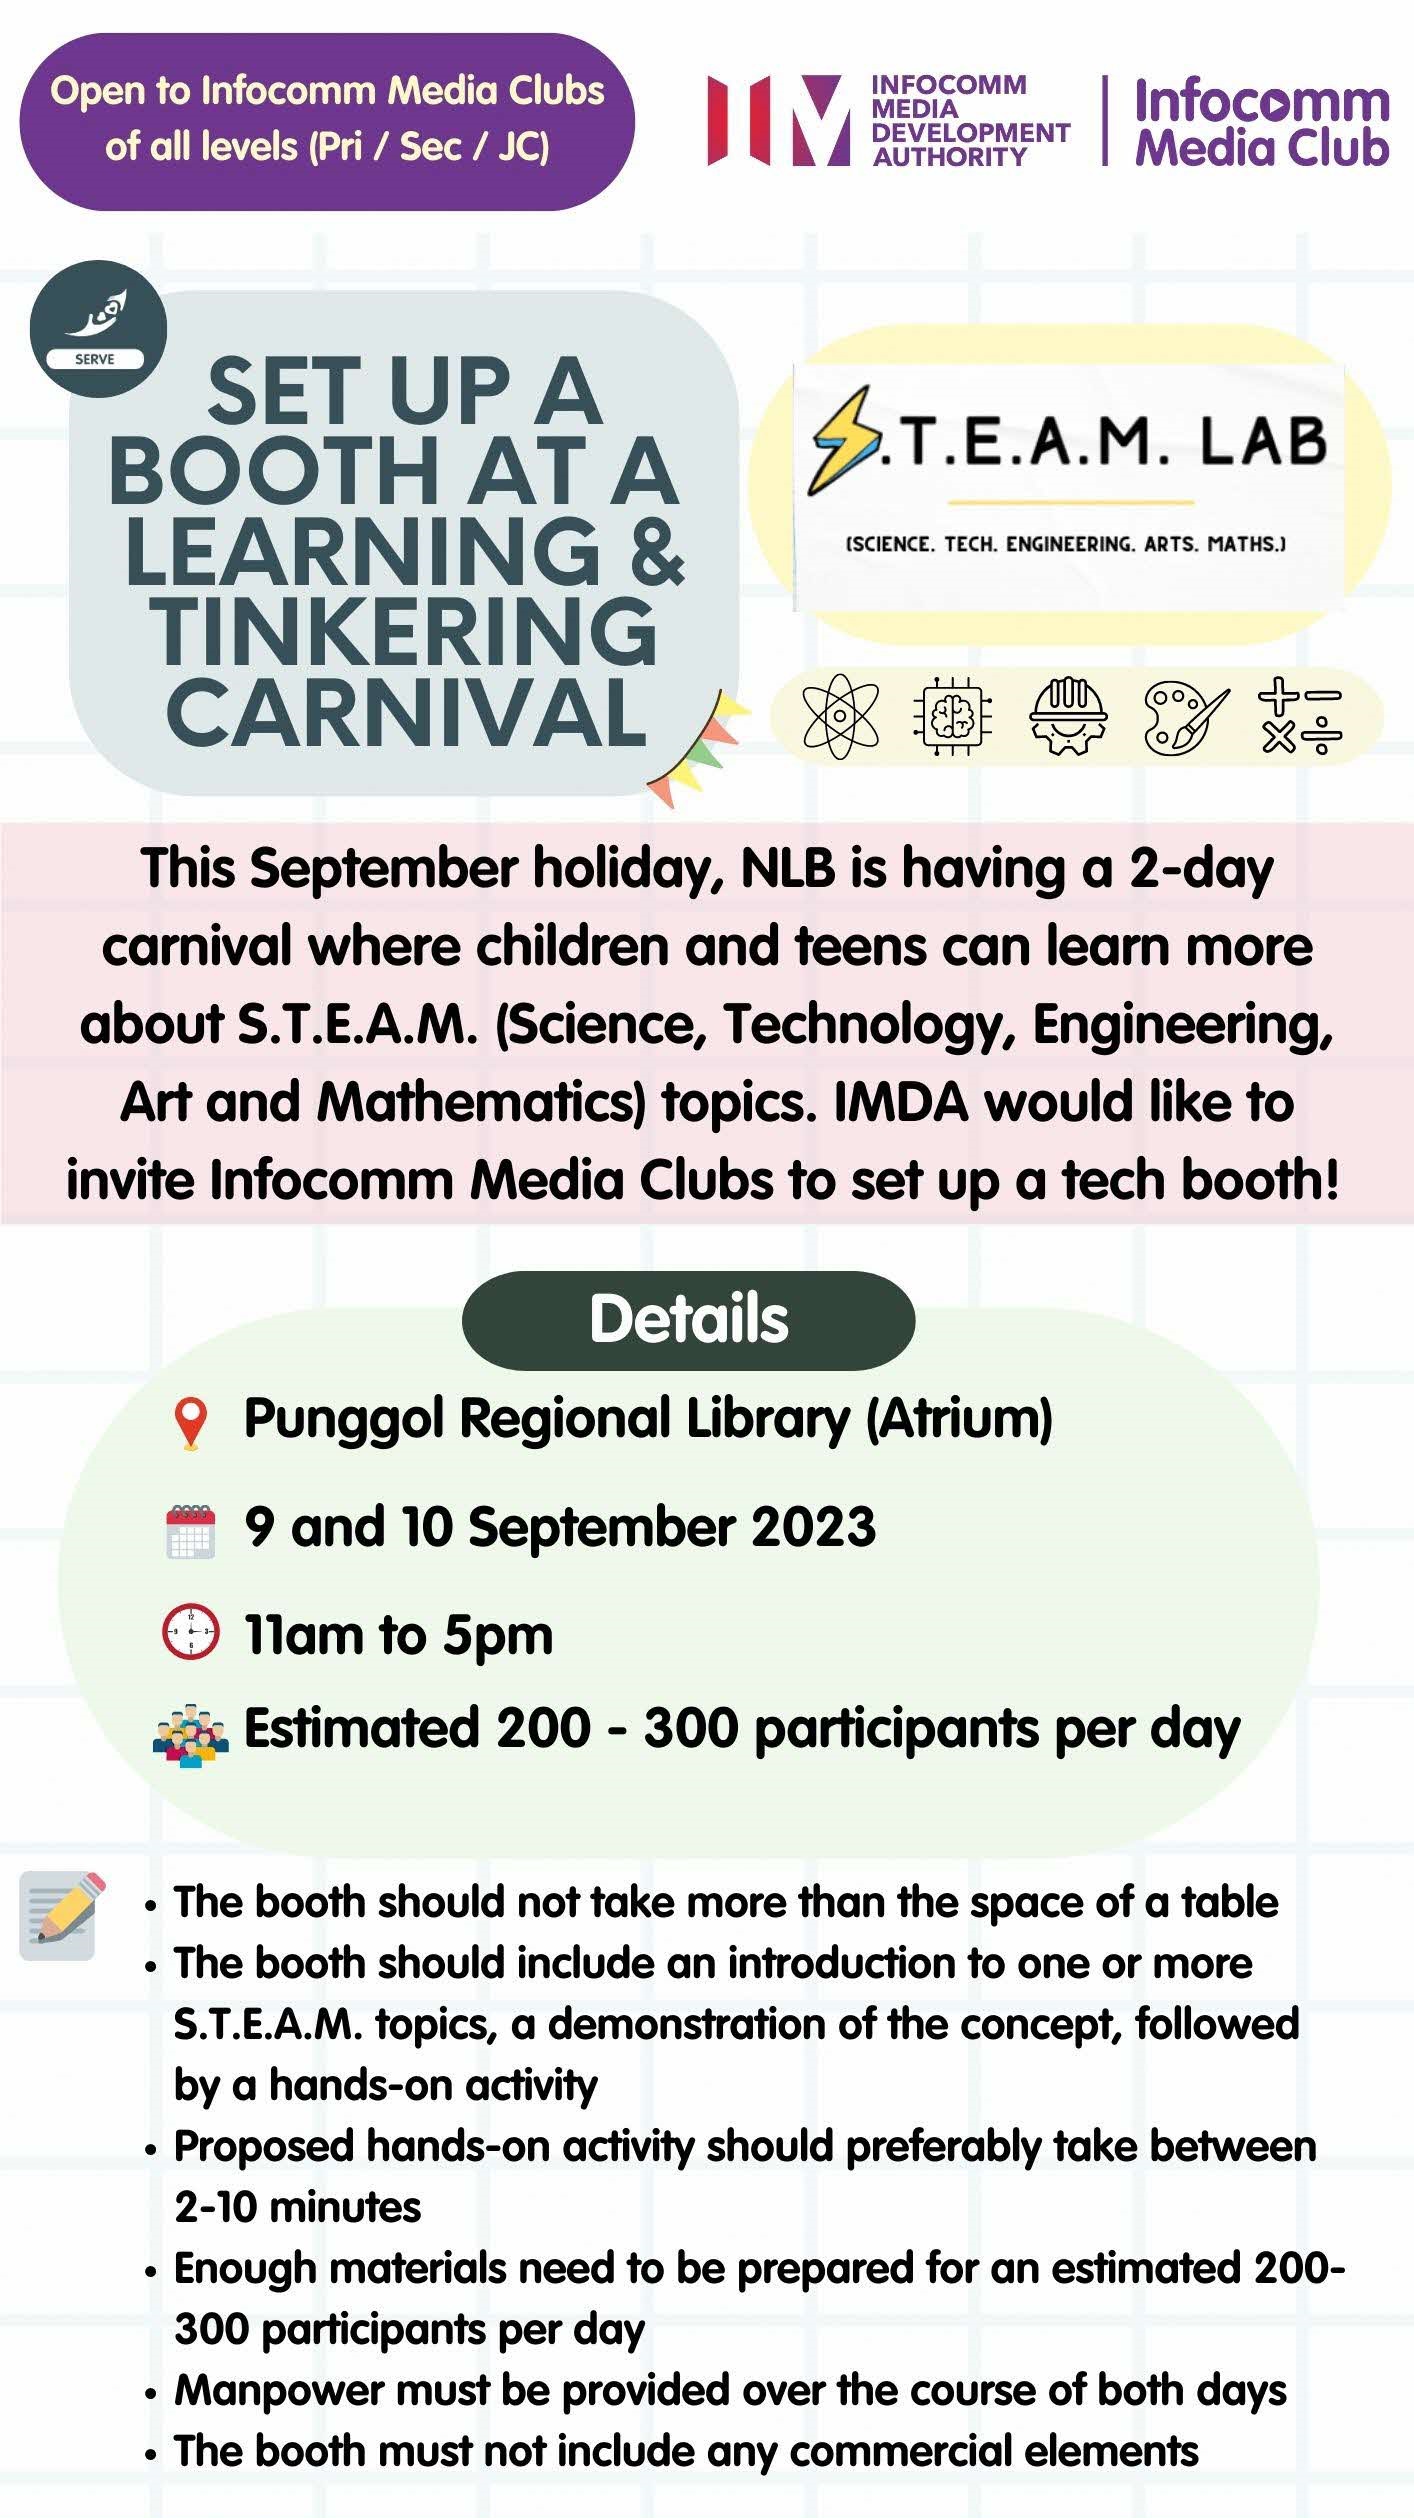 Open to Infocomm Media Clubs
of all levels (Pri / Sec / JC)
INFOCOMM
MEDIA
DEVELOPMENT
AUTHORITY
Infocomm
Media Club
SERVE
SET UP A
BOOTH AT A
LEARNING &
TINKERING
CARNIVAL
S.T.E.A.M. LAB
(SCIENCE. TECH. ENGINEERING. ARTS. MATHS.)
This September holiday, NLB is having a 2-day
carnival where children and teens can learn more
about S.T.E.A.M. (Science, Technology, Engineering,
Art and Mathematics) topics. IMDA would like to
invite Infocomm Media Clubs to set up a tech booth!
Details
Punggol Regional Library (Atrium)
9 and 10 September 2023
11am to 5pm
Estimated 200 - 300 participants per day
• The booth should not take more than the space of a table
• The booth should include an introduction to one or more
S.T.E.A.M. topics, a demonstration of the concept, followed
by a hands-on activity
• Proposed hands-on activity should preferably take between
2-10 minutes
• Enough materials need to be prepared for an estimated 200-
300 participants per day
• Manpower must be provided over the course of both days
• The booth must not include any commercial elements